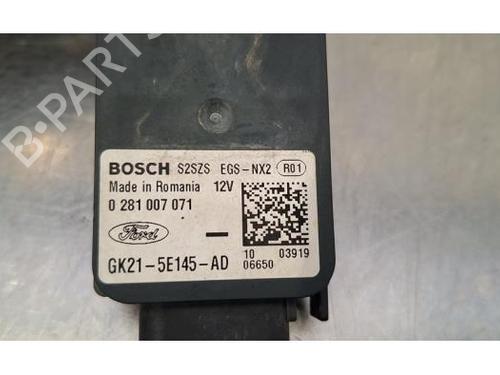 B-PARTS
BOSCH S2SZS EGS-NX2 R01
Made in Romania 12V
0 281 007 071
Ford
GK21-5E145-AD
10 03919
06650